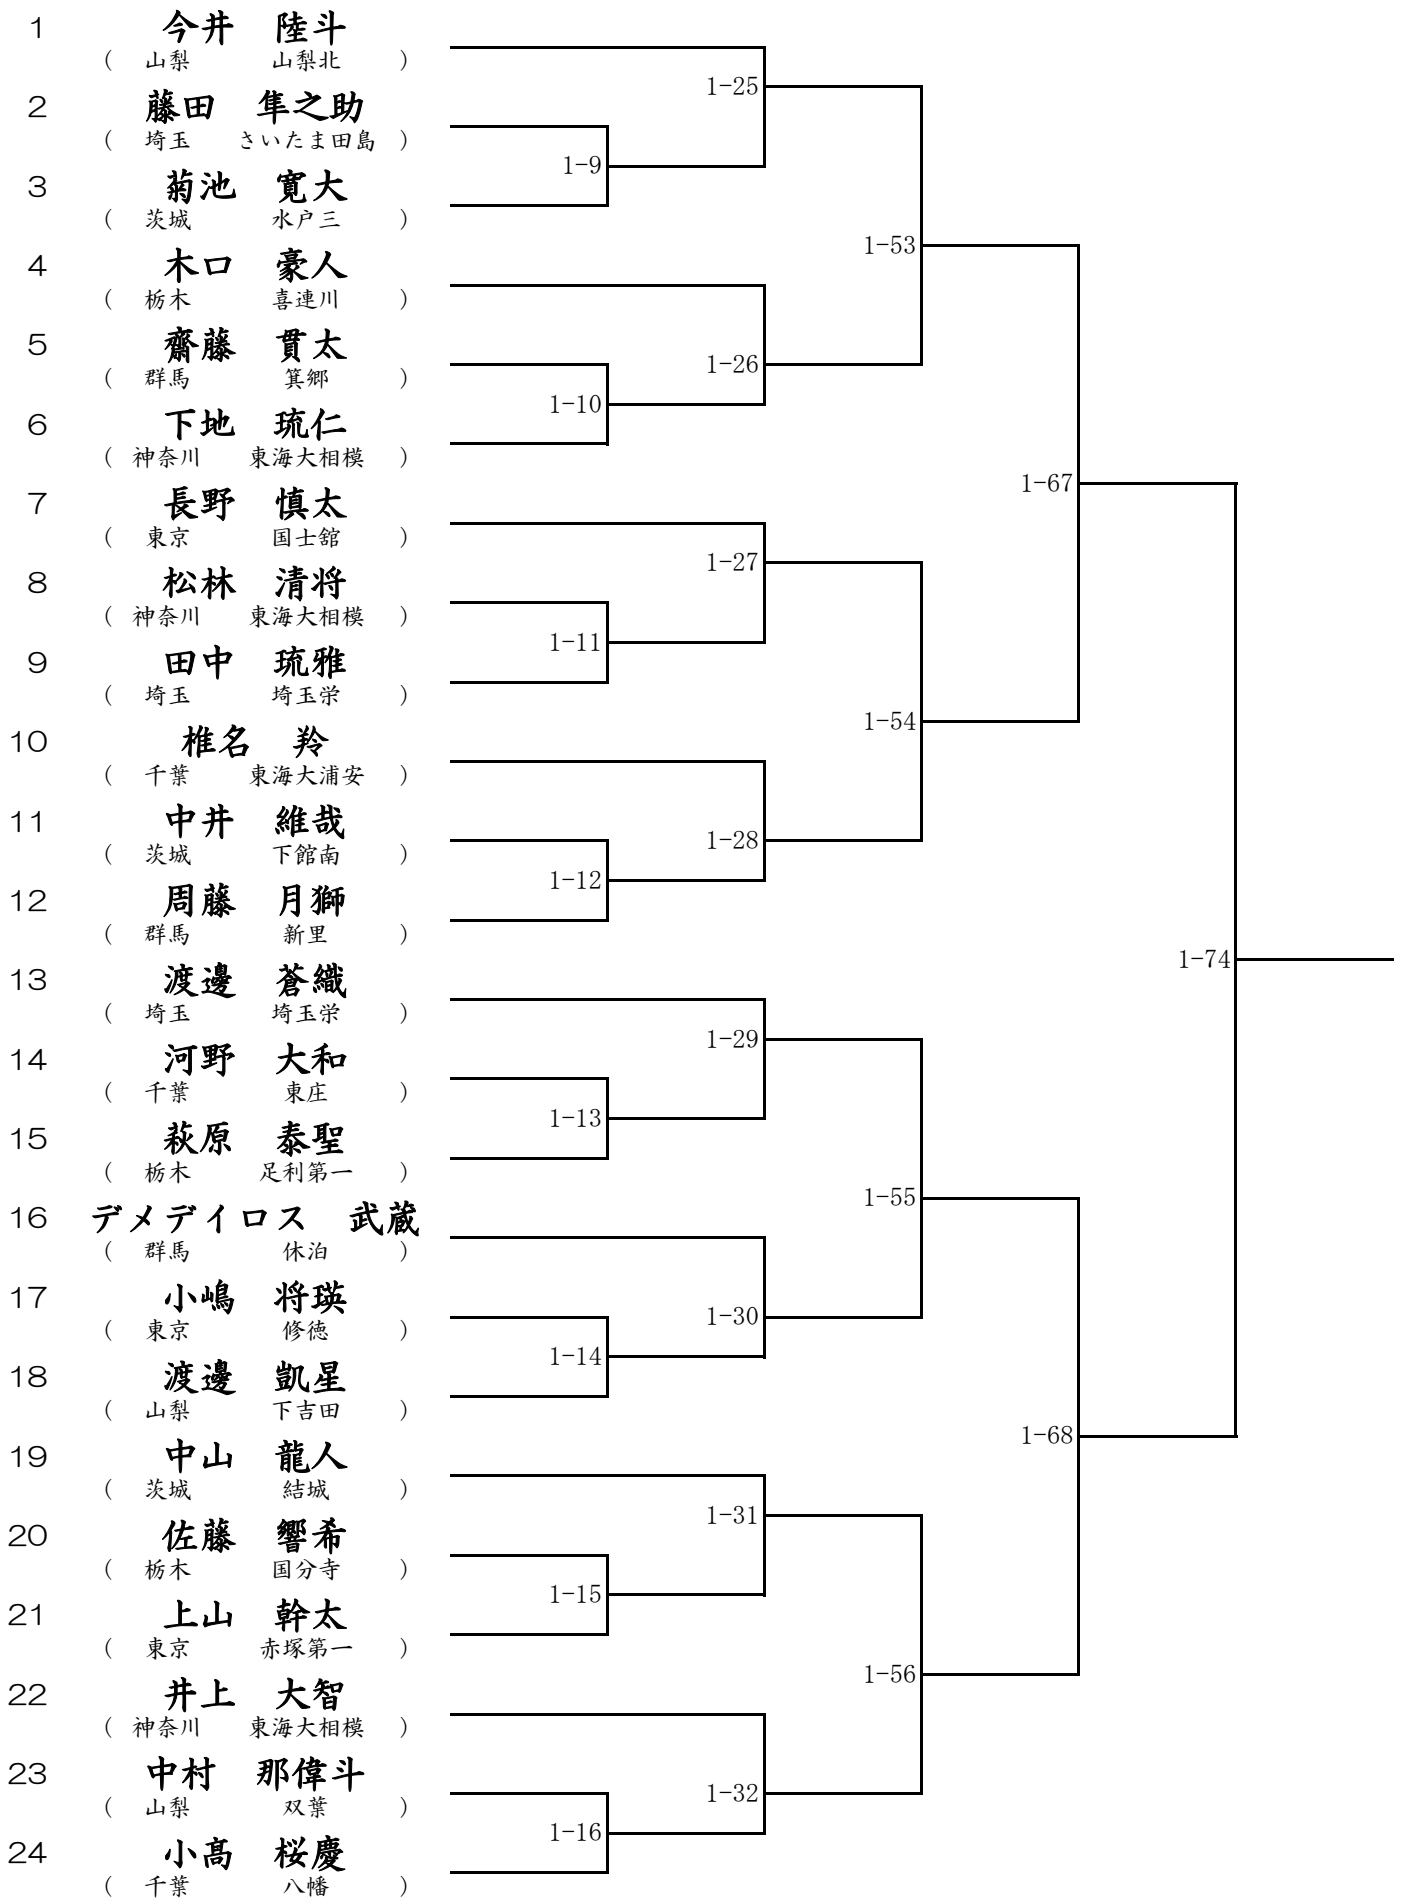 1 今井 陸斗
( 山梨 山梨北 )
1-25
2 藤田 隼之助
( 埼玉 さいたま田島 )
1-9
3 菊池 寛大
( 茨城 水戸三 )
1-53
4 木口 豪人
( 栃木 喜連川 )
5 齋藤 貫太
( 群馬 箕郷 )
1-26
1-10
6 下地 琉仁
( 神奈川 東海大相模 )
1-67
7 長野 慎太
( 東京 国士舘 )
1-27
8 松林 清将
( 神奈川 東海大相模 )
1-11
9 田中 琉雅
( 埼玉 埼玉栄 )
1-54
10 椎名 羚
( 千葉 東海大浦安 )
11 中井 維哉
( 茨城 下館南 )
1-28
1-12
12 周藤 月獅
( 群馬 新里 )
1-74
13 渡邊 蒼織
( 埼玉 埼玉栄 )
1-29
14 河野 大和
( 千葉 東庄 )
1-13
15 萩原 泰聖
( 栃木 足利第一 )
1-55
16 デメデイロス 武蔵
( 群馬 休泊 )
17 小嶋 将瑛
( 東京 修徳 )
1-30
1-14
18 渡邊 凱星
( 山梨 下吉田 )
1-68
19 中山 龍人
( 茨城 結城 )
1-31
20 佐藤 響希
( 栃木 国分寺 )
1-15
21 上山 幹太
( 東京 赤塚第一 )
1-56
22 井上 大智
( 神奈川 東海大相模 )
23 中村 那偉斗
( 山梨 双葉 )
1-32
1-16
24 小髙 桜慶
( 千葉 八幡 )